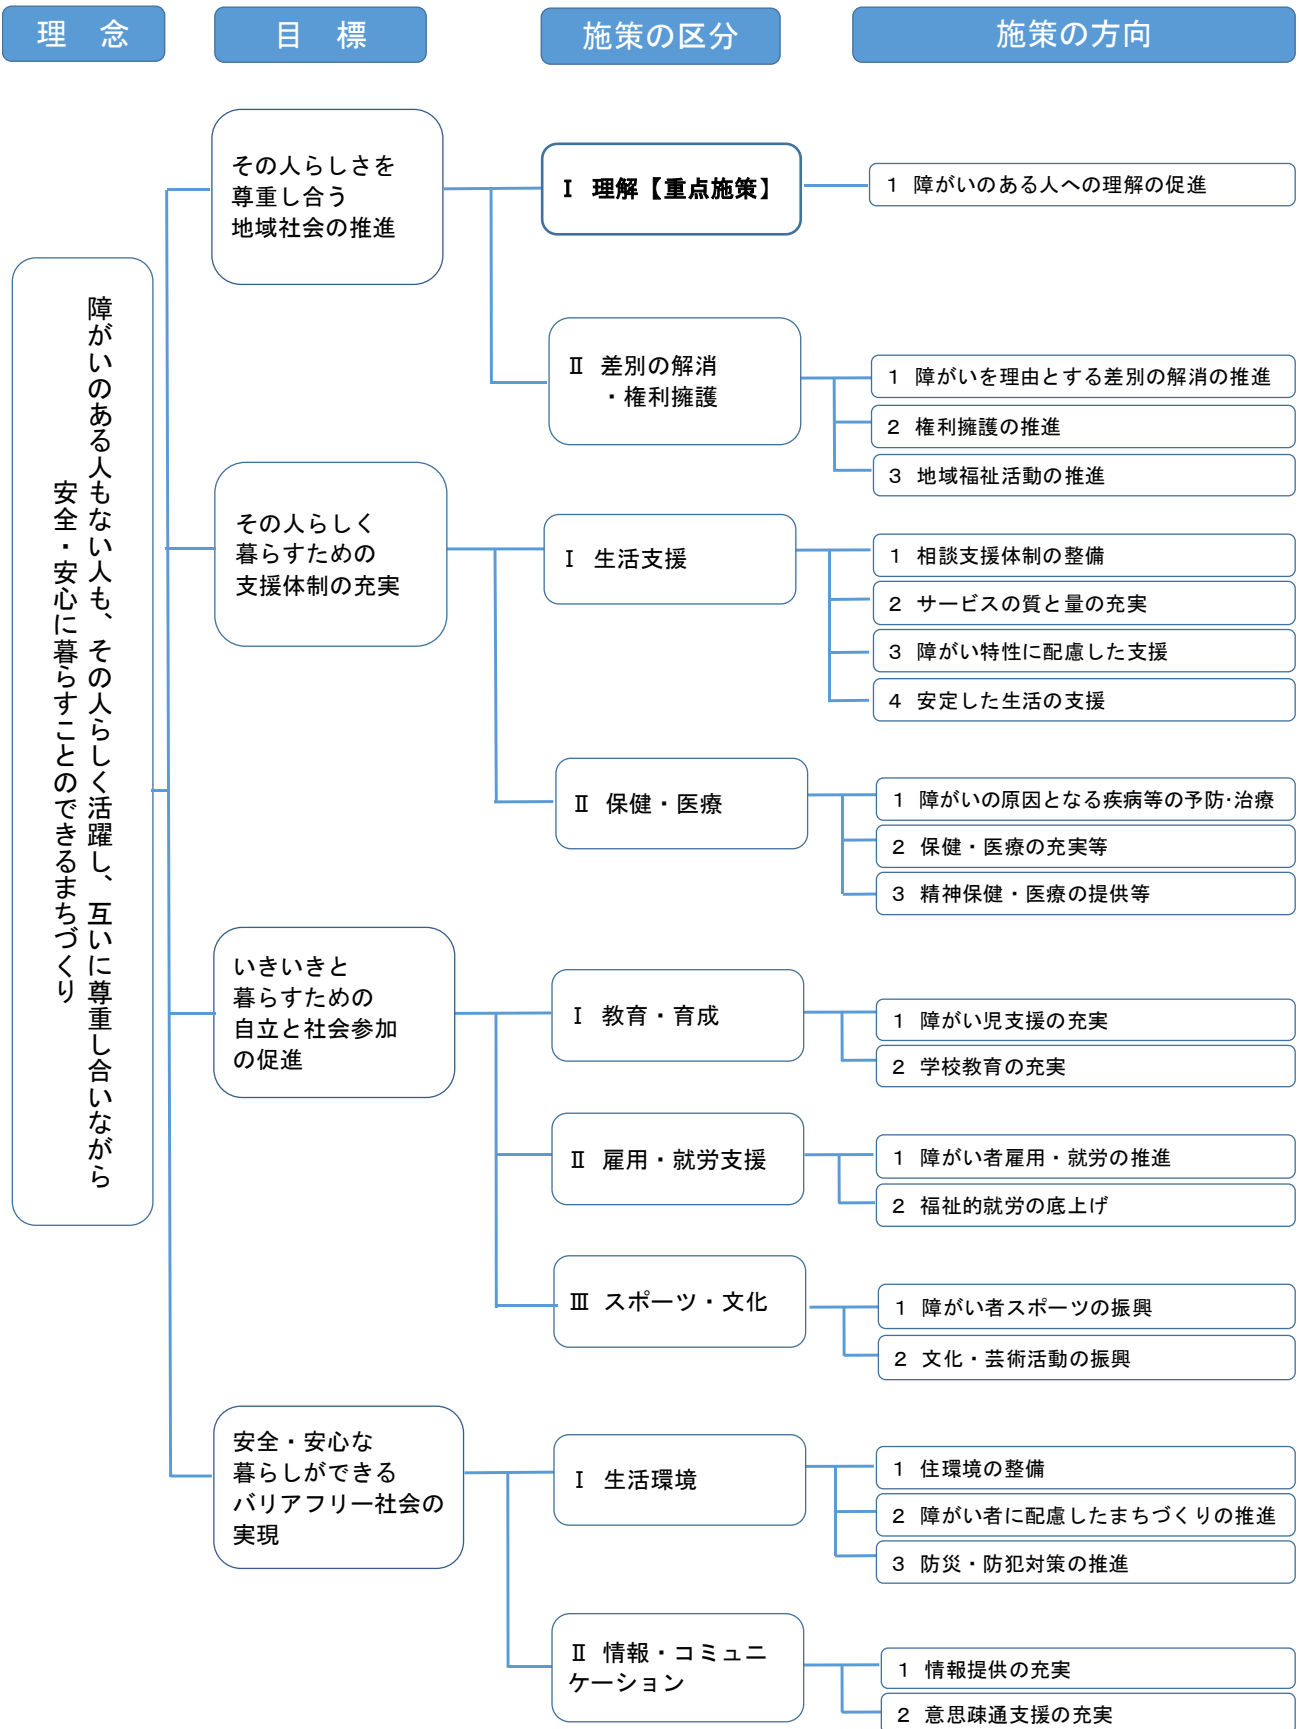 理　念
目　標
施策の区分
施策の方向
障がいのある人もない人も、その人らしく活躍し、互いに尊重し合いながら
安全・安心に暮らすことのできるまちづくり
その人らしさを
尊重し合う
地域社会の推進
Ⅰ 理解【重点施策】
1 障がいのある人への理解の促進
Ⅱ 差別の解消
・権利擁護
1 障がいを理由とする差別の解消の推進
2 権利擁護の推進
3 地域福祉活動の推進
その人らしく
暮らすための
支援体制の充実
Ⅰ 生活支援
1 相談支援体制の整備
2 サービスの質と量の充実
3 障がい特性に配慮した支援
4 安定した生活の支援
Ⅱ 保健・医療
1 障がいの原因となる疾病等の予防･治療
2 保健・医療の充実等
3 精神保健・医療の提供等
いきいきと
暮らすための
自立と社会参加
の促進
Ⅰ 教育・育成
1 障がい児支援の充実
2 学校教育の充実
Ⅱ 雇用・就労支援
1 障がい者雇用・就労の推進
2 福祉的就労の底上げ
Ⅲ スポーツ・文化
1 障がい者スポーツの振興
2 文化・芸術活動の振興
安全・安心な
暮らしができる
バリアフリー社会の
実現
Ⅰ 生活環境
1 住環境の整備
2 障がい者に配慮したまちづくりの推進
3 防災・防犯対策の推進
Ⅱ 情報・コミュニ
ケーション
1 情報提供の充実
2 意思疎通支援の充実